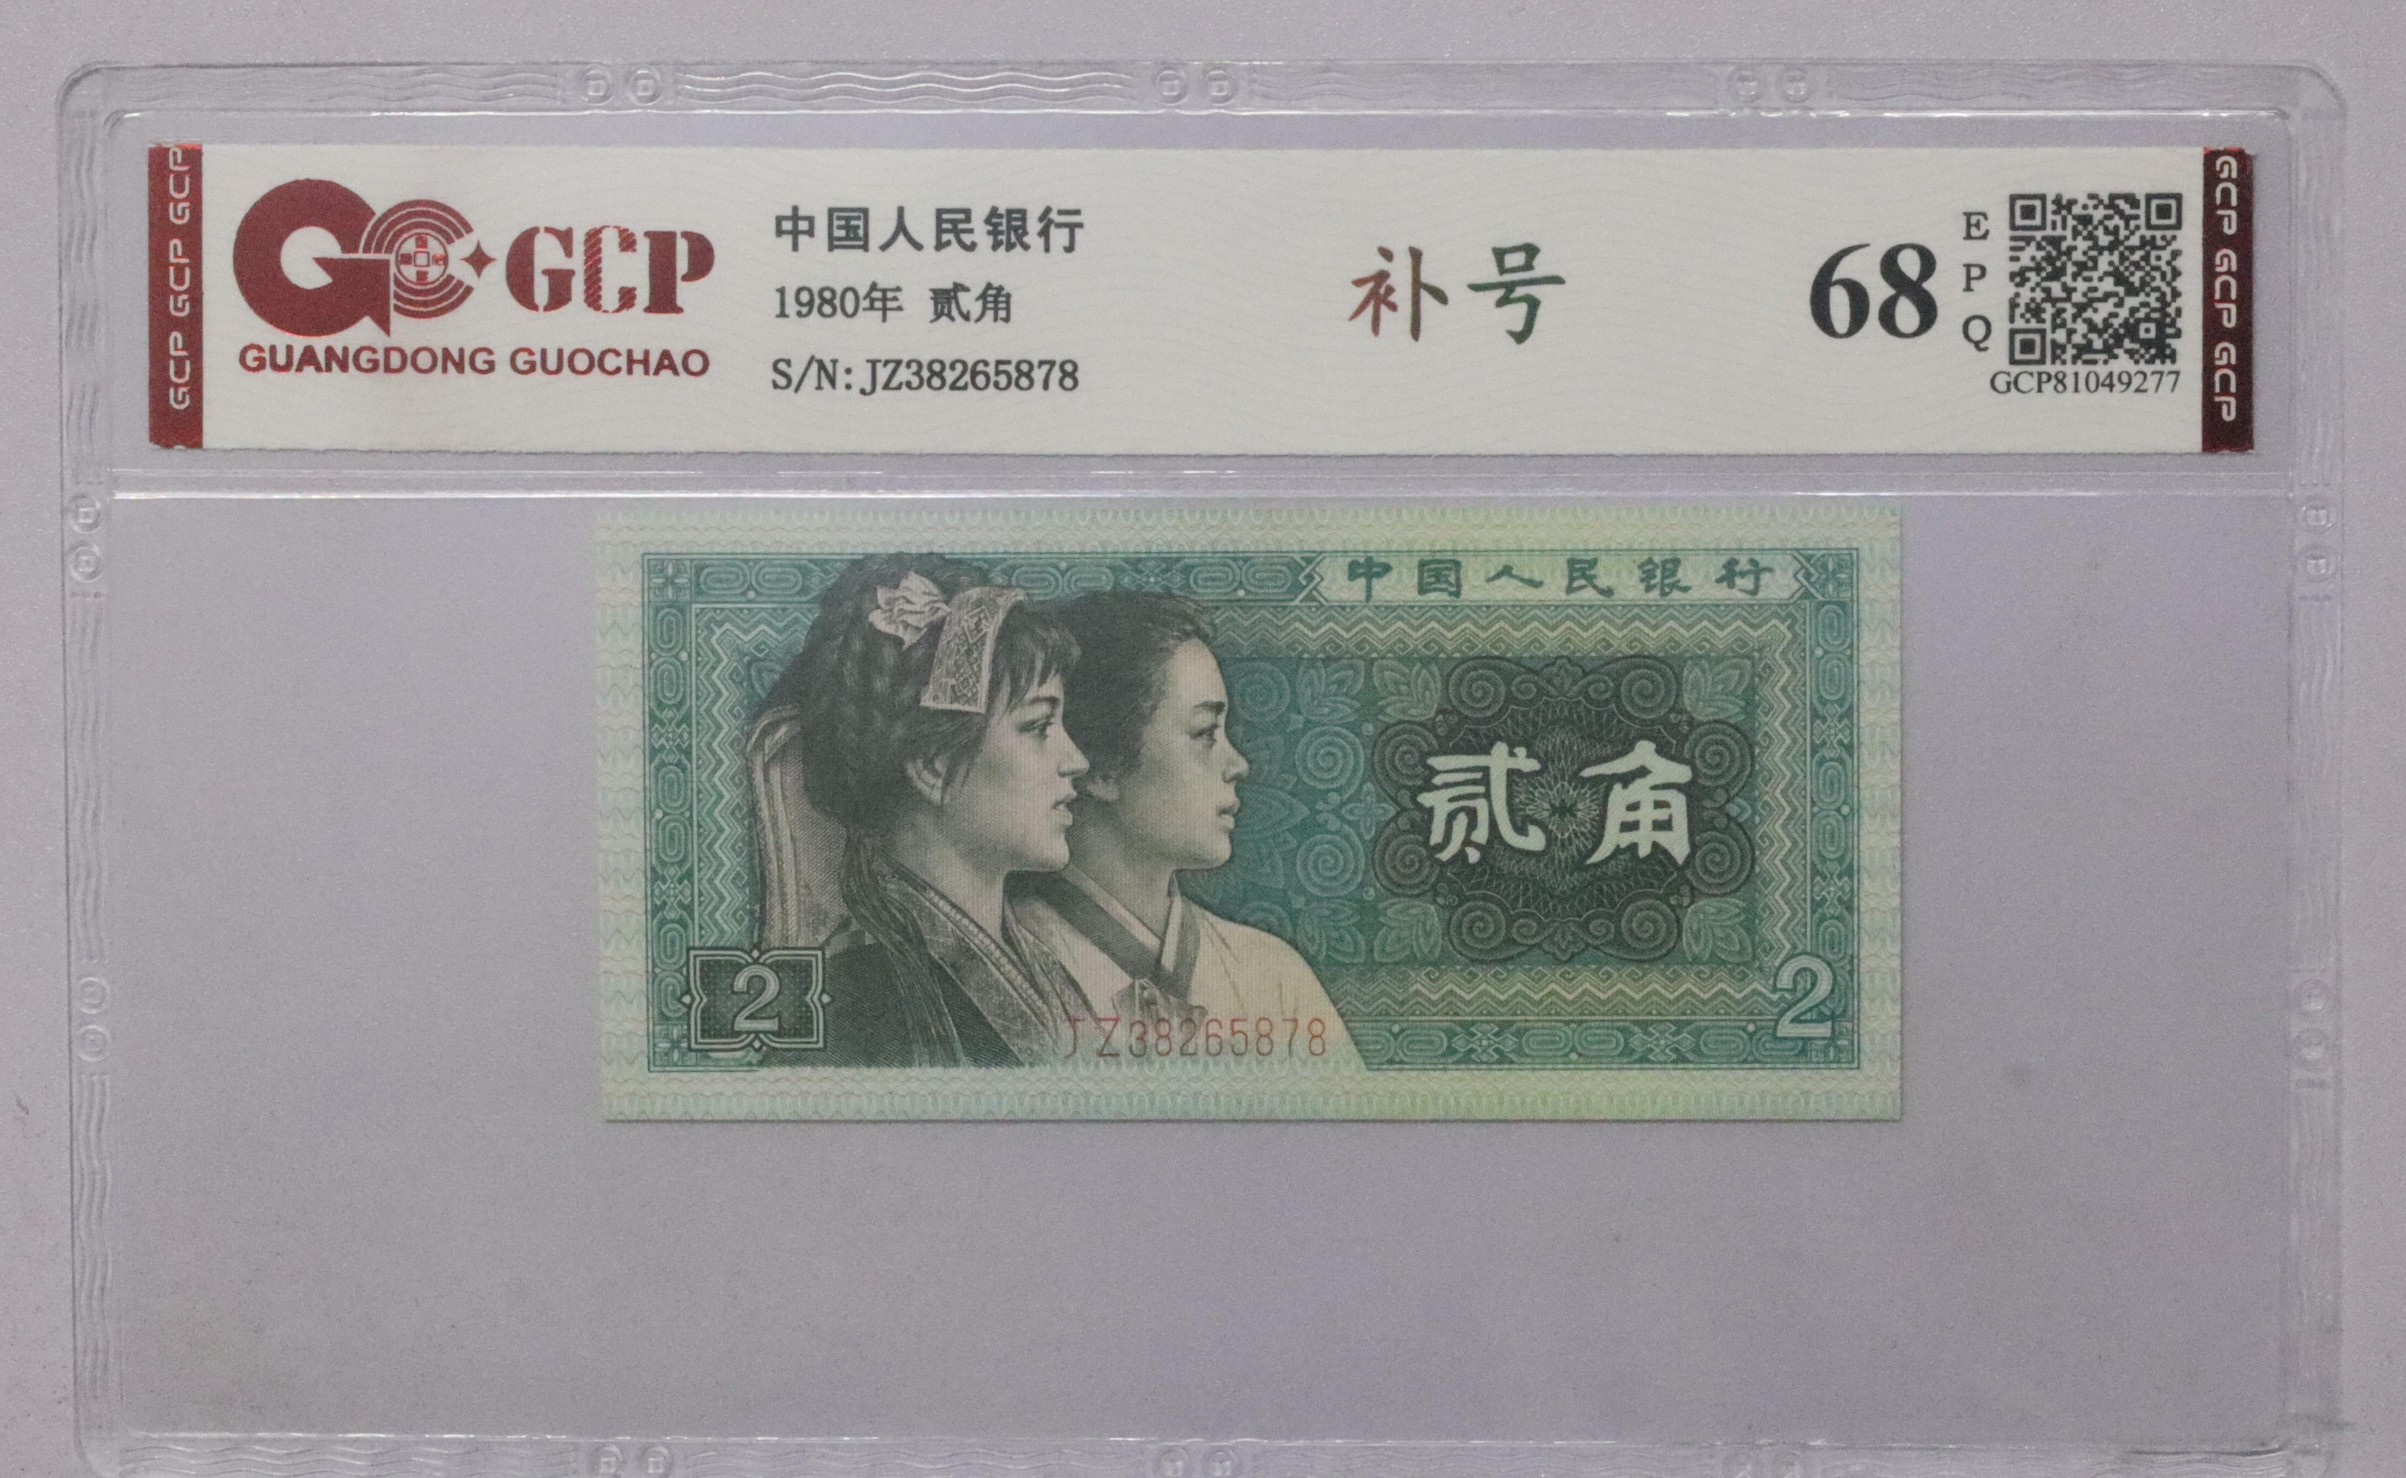 GCP GCP GCP
GCP
GUANGDONG GUOCHAO
中国人民银行
1980年 贰角
S/N: JZ38265878
补号
68
E
P
Q
GCP81049277
GCP GCP GCP
中国人民银行
贰角
2
2
JZ38265878